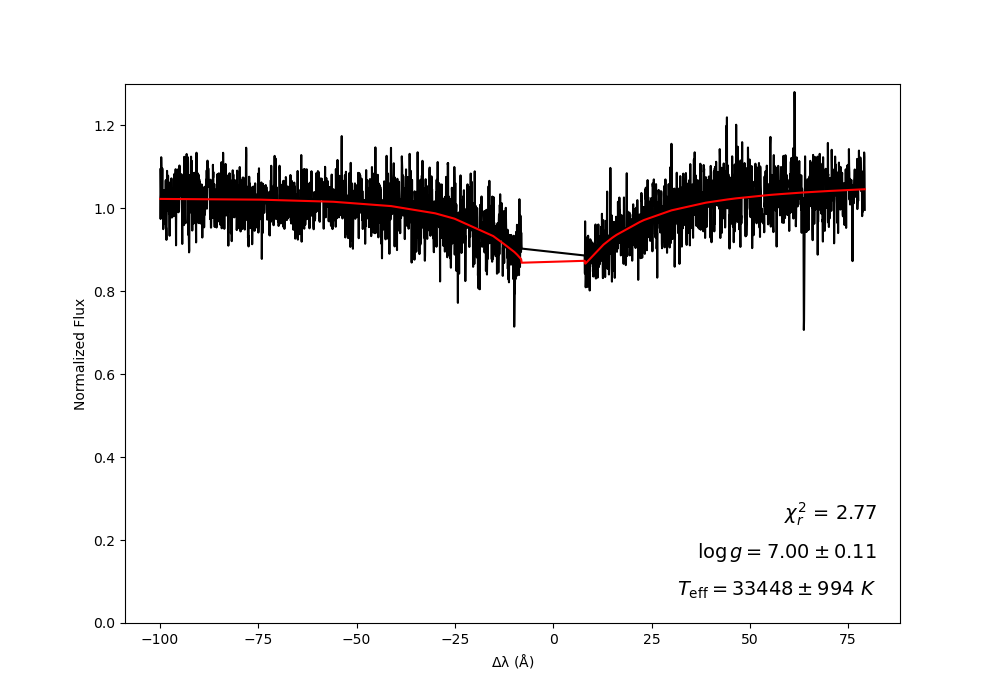 1.2
1.0
0.8
0.6
0.4
0.2
0.0
Normalized Flux
χ²ᵣ = 2.77
log g = 7.00 ± 0.11
T_eff = 33448 ± 994 K
−100 −75 −50 −25 0 25 50 75
Δλ (Å)